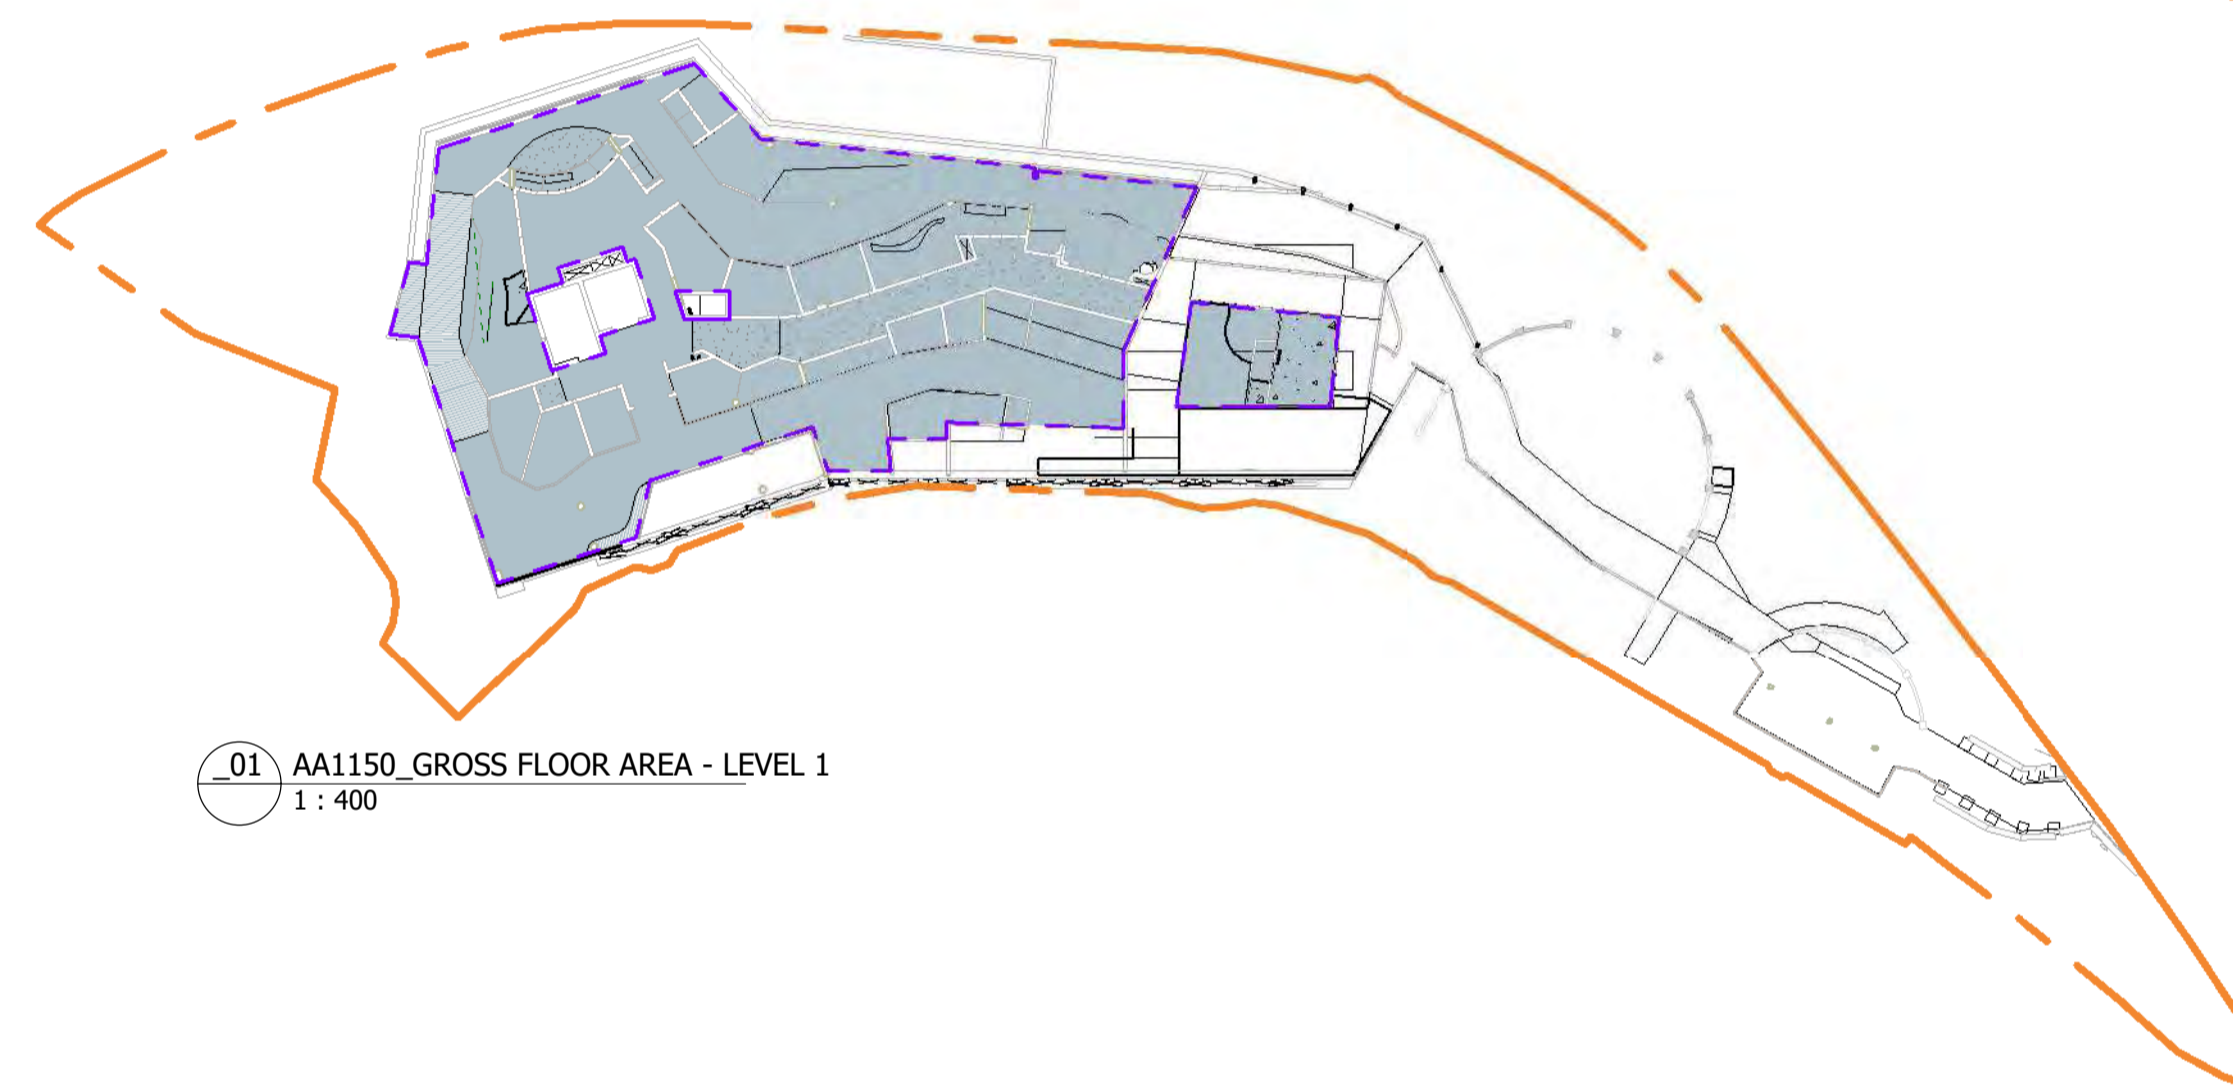 _01 AA1150_GROSS FLOOR AREA - LEVEL 1
1 : 400